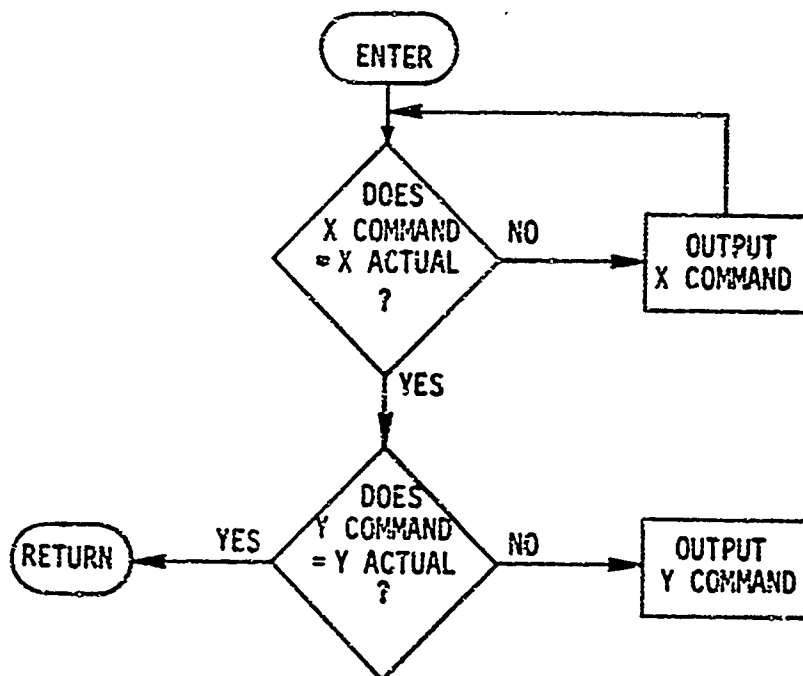 ENTER
DOES
X COMMAND
= X ACTUAL
?
NO
OUTPUT
X COMMAND
YES
DOES
Y COMMAND
= Y ACTUAL
?
YES
RETURN
NO
OUTPUT
Y COMMAND